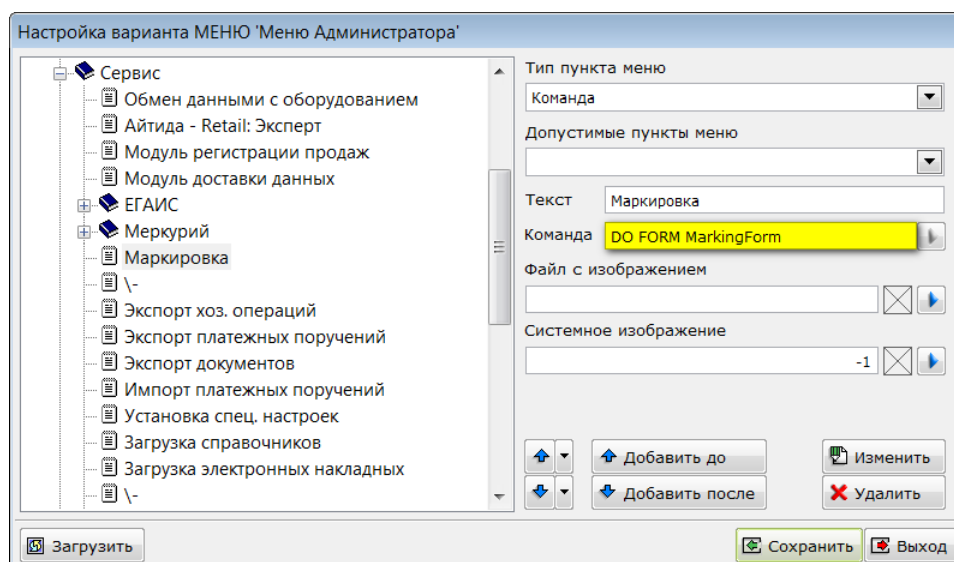 Настройка варианта МЕНЮ 'Меню Администратора'
Сервис
Обмен данными с оборудованием
Айтида - Retail: Эксперт
Модуль регистрации продаж
Модуль доставки данных
ЕГАИС
Меркурий
Маркировка
\-
Экспорт хоз. операций
Экспорт платежных поручений
Экспорт документов
Импорт платежных поручений
Установка спец. настроек
Загрузка справочников
Загрузка электронных накладных
\-
Тип пункта меню
Команда
Допустимые пункты меню
Текст Маркировка
Команда DO FORM MarkingForm
Файл с изображением
Системное изображение
-1
Добавить до Изменить
Добавить после Удалить
Загрузить Сохранить Выход